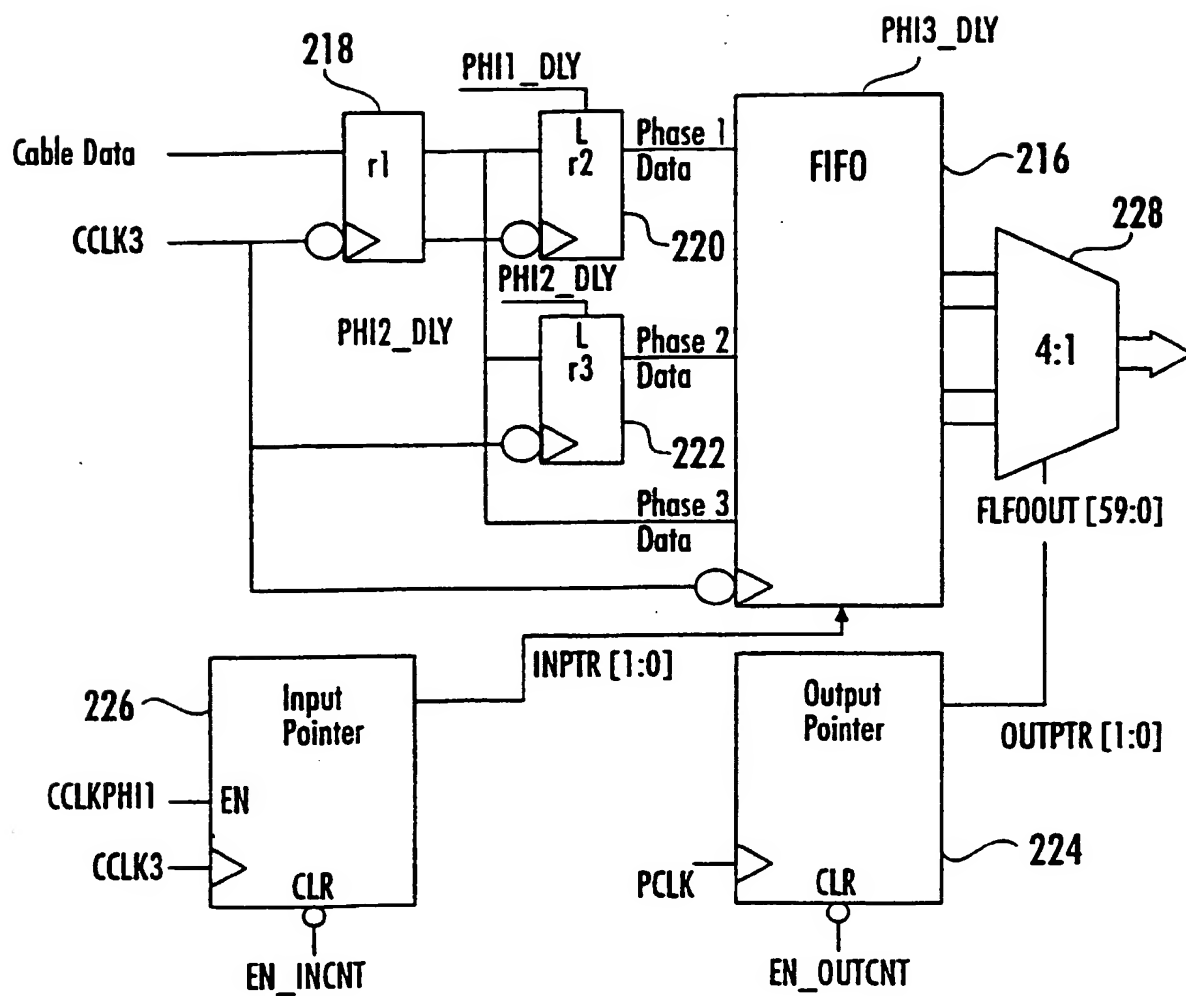 PHI3_DLY
218
PHI1_DLY
Cable Data
r1
L
r2
Phase 1
Data
FIFO
216
CCLK3
220
228
PHI2_DLY
PHI2_DLY
L
r3
Phase 2
Data
4:1
222
Phase 3
Data
FLFOOUT [59:0]
INPTR [1:0]
226
Input
Pointer
Output
Pointer
OUTPTR [1:0]
CCLKPHI1
EN
CCLK3
CLR
PCLK
CLR
224
EN_INCNT
EN_OUTCNT